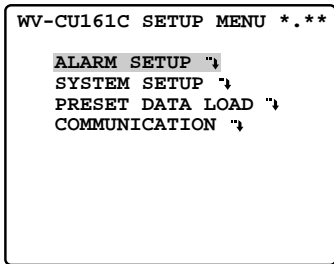 WV-CU161C SETUP MENU *.**
ALARM SETUP
SYSTEM SETUP
PRESET DATA LOAD
COMMUNICATION